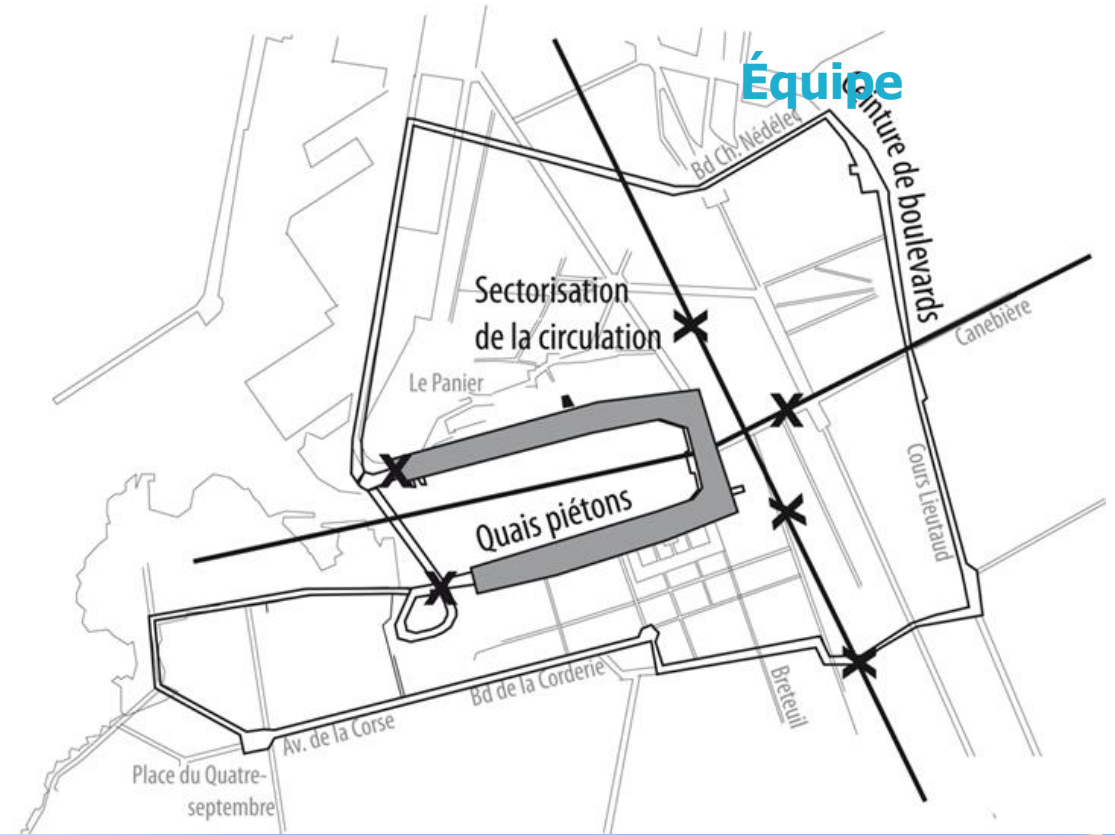 Équipe
Ceinture de boulevards
Bd Ch. Nédélec
Sectorisation
de la circulation
Canebière
Le Panier
Cours Lieutaud
Quais piétons
Bd de la Corderie
Breteuil
Av. de la Corse
Place du Quatre-
septembre